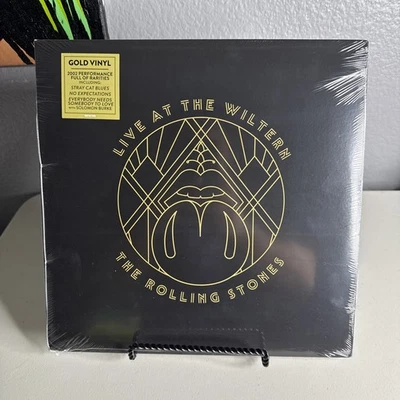 GOLD VINYL
2002 PERFORMANCE
FULL OF RARITIES
INCLUDING:
STRAY CAT BLUES
NO EXPECTATIONS
EVERYBODY NEEDS
SOMEBODY TO LOVE
WITH SOLOMON BURKE
LIVE AT THE WILTERN
THE ROLLING STONES